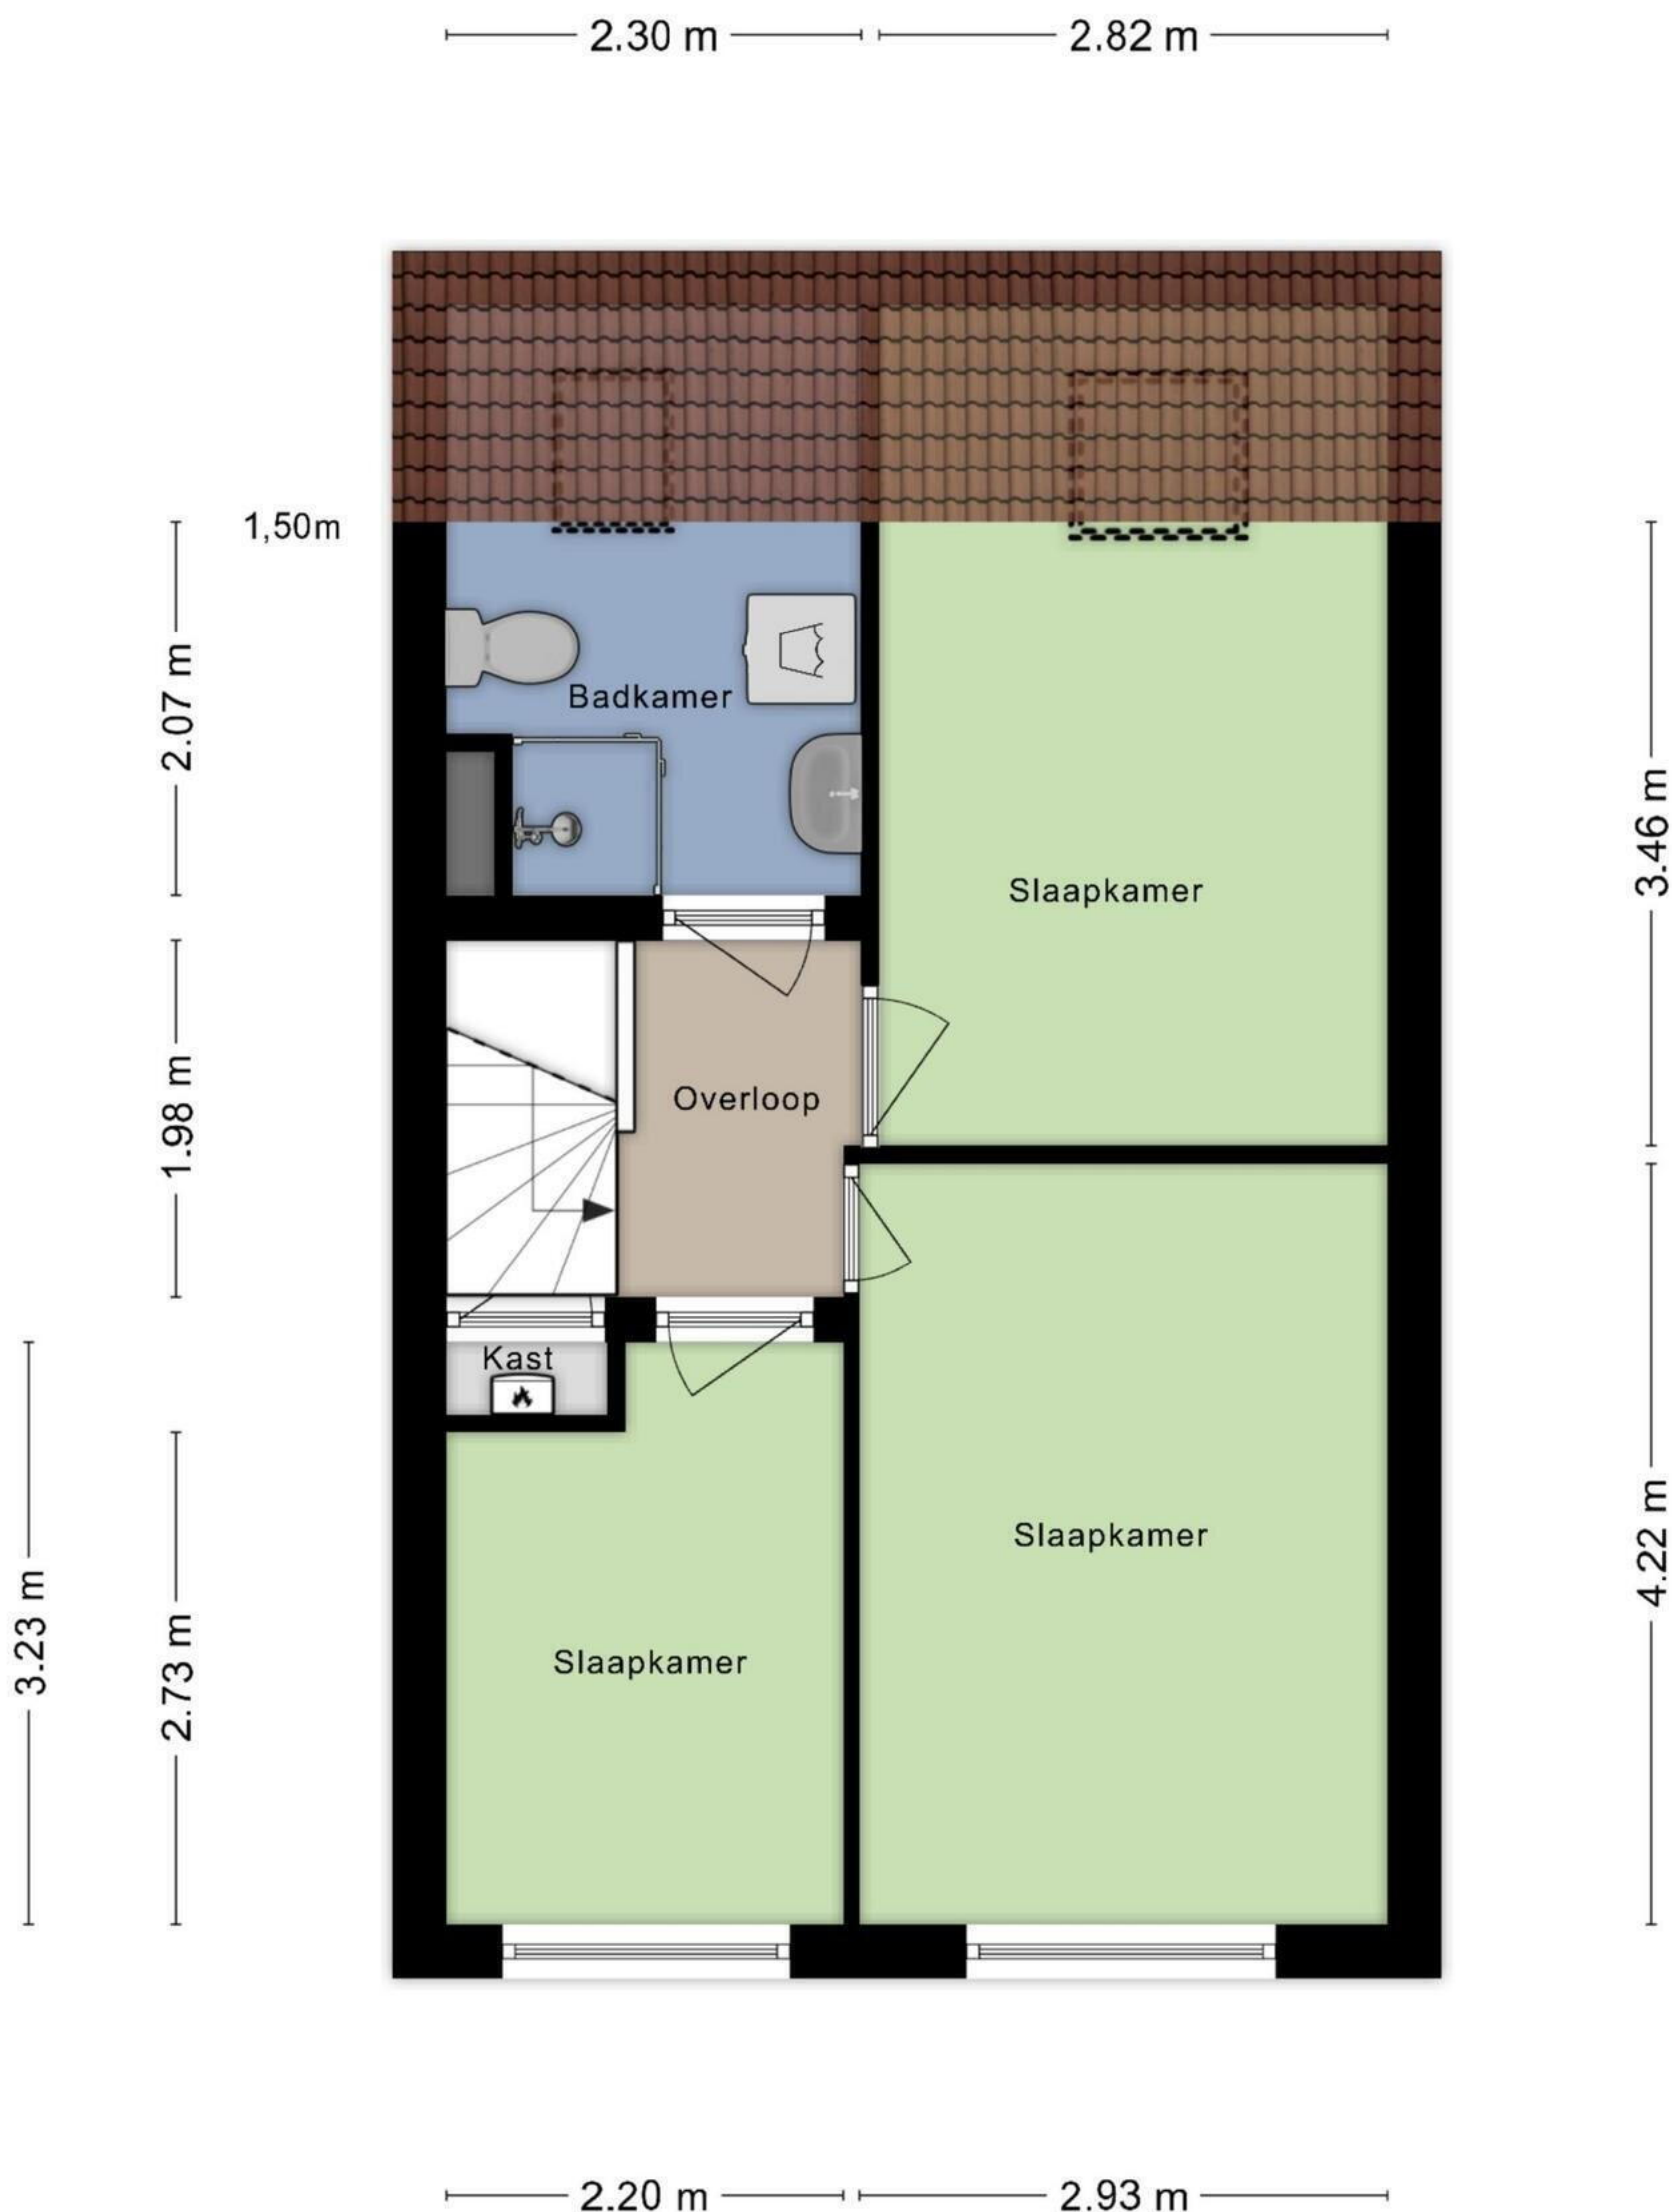 2.30 m
2.82 m
1,50m
2.07 m
Badkamer
3.46 m
Slaapkamer
1.98 m
Overloop
Kast
4.22 m
Slaapkamer
3.23 m
2.73 m
Slaapkamer
2.20 m
2.93 m